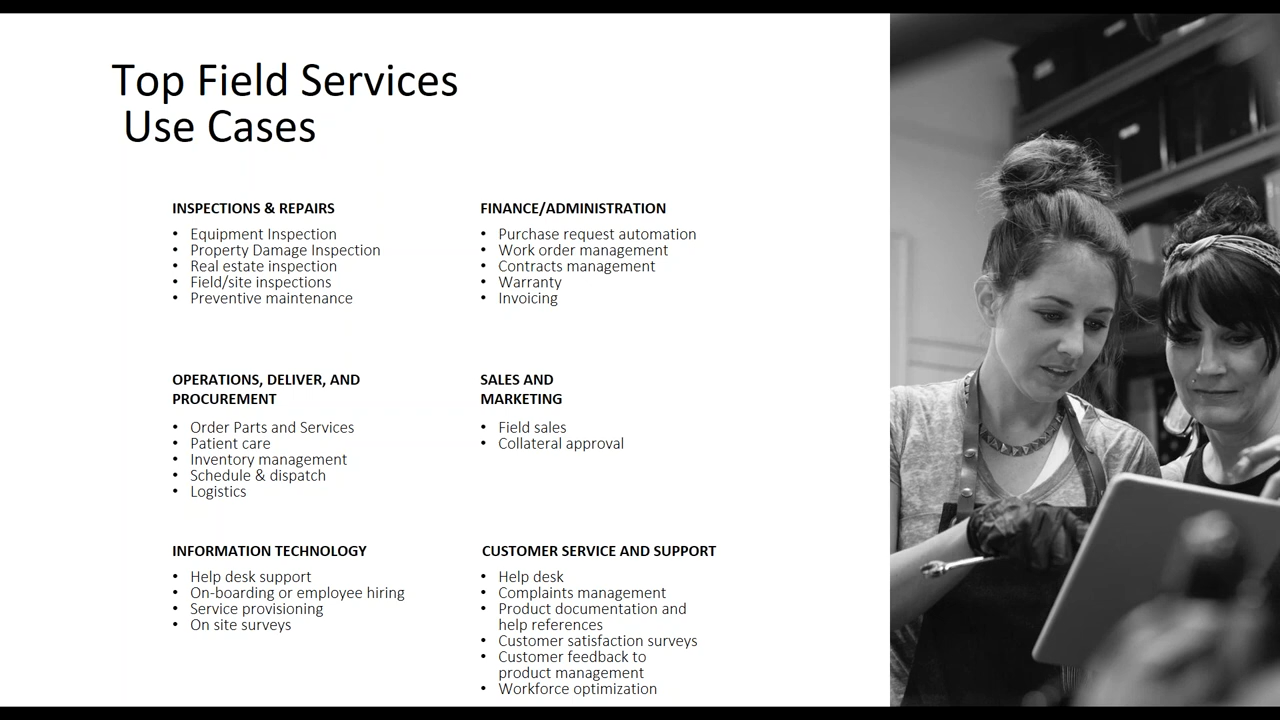 Top Field Services
Use Cases
INSPECTIONS & REPAIRS
• Equipment Inspection
• Property Damage Inspection
• Real estate inspection
• Field/site inspections
• Preventive maintenance
FINANCE/ADMINISTRATION
• Purchase request automation
• Work order management
• Contracts management
• Warranty
• Invoicing
OPERATIONS, DELIVER, AND
PROCUREMENT
• Order Parts and Services
• Patient care
• Inventory management
• Schedule & dispatch
• Logistics
SALES AND
MARKETING
• Field sales
• Collateral approval
INFORMATION TECHNOLOGY
• Help desk support
• On-boarding or employee hiring
• Service provisioning
• On site surveys
CUSTOMER SERVICE AND SUPPORT
• Help desk
• Complaints management
• Product documentation and
help references
• Customer satisfaction surveys
• Customer feedback to
product management
• Workforce optimization